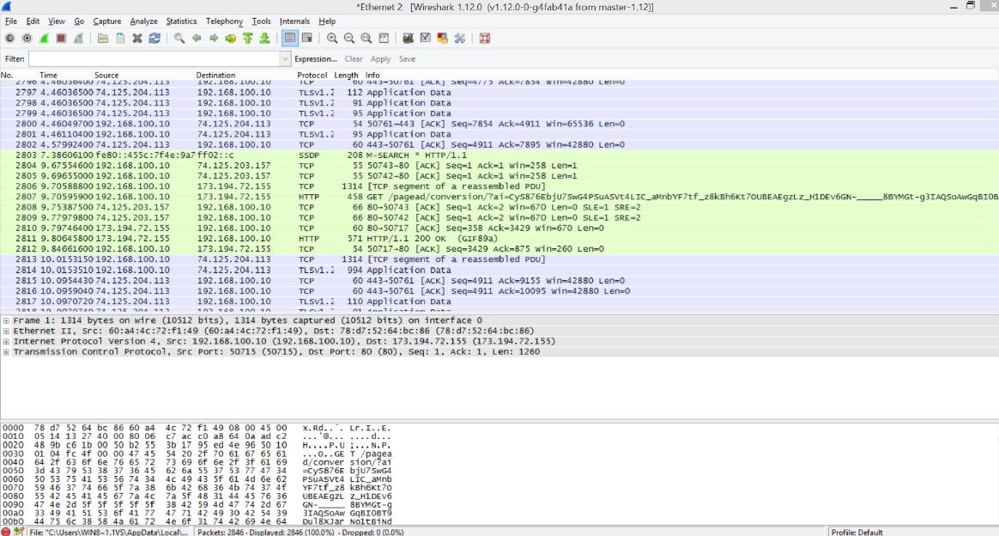 *Ethernet 2 [Wireshark 1.12.0 (v1.12.0-0-g4fab41a from master-1.12)]
File Edit View Go Capture Analyze Statistics Telephony Tools Internals Help
Filter: Expression... Clear Apply Save
No. Time Source Destination Protocol Length Info
2796 4.46036400 74.125.204.113 192.168.100.10 TCP 60 443→50761 [ACK] Seq=4775 Ack=7854 Win=42880 Len=0
2797 4.46036500 74.125.204.113 192.168.100.10 TLSv1.2 112 Application Data
2798 4.46036500 74.125.204.113 192.168.100.10 TLSv1.2 91 Application Data
2799 4.46036500 74.125.204.113 192.168.100.10 TLSv1.2 95 Application Data
2800 4.46049700 192.168.100.10 74.125.204.113 TCP 54 50761→443 [ACK] Seq=7854 Ack=4911 Win=65536 Len=0
2801 4.46110400 192.168.100.10 74.125.204.113 TLSv1.2 95 Application Data
2802 4.57992400 74.125.204.113 192.168.100.10 TCP 60 443→50761 [ACK] Seq=4911 Ack=7895 Win=42880 Len=0
2803 7.38606100 fe80::455c:7f4e:9a7 ff02::c SSDP 208 M-SEARCH * HTTP/1.1
2804 9.67554600 192.168.100.10 74.125.203.157 TCP 55 50743→80 [ACK] Seq=1 Ack=1 Win=258 Len=1
2805 9.69655000 192.168.100.10 74.125.203.157 TCP 55 50742→80 [ACK] Seq=1 Ack=1 Win=258 Len=1
2806 9.70588800 192.168.100.10 173.194.72.155 TCP 1314 [TCP segment of a reassembled PDU]
2807 9.70595900 192.168.100.10 173.194.72.155 HTTP 458 GET /pagead/conversion/?ai=CyS876EbjU7SwG4PSuASVt4LIC_aMnbYF7tf_z8kBh6Kt7OUBEAEgzLz_H1DEv6GN-_____8BYMGt-g3IAQSoAwGqBI0B
2808 9.75387500 74.125.203.157 192.168.100.10 TCP 66 80→50743 [ACK] Seq=1 Ack=2 Win=670 Len=0 SLE=1 SRE=2
2809 9.77979800 74.125.203.157 192.168.100.10 TCP 66 80→50742 [ACK] Seq=1 Ack=2 Win=670 Len=0 SLE=1 SRE=2
2810 9.79746400 173.194.72.155 192.168.100.10 TCP 60 80→50717 [ACK] Seq=358 Ack=3429 Win=670 Len=0
2811 9.80645800 173.194.72.155 192.168.100.10 HTTP 571 HTTP/1.1 200 OK (GIF89a)
2812 9.84661600 192.168.100.10 173.194.72.155 TCP 54 50717→80 [ACK] Seq=3429 Ack=875 Win=260 Len=0
2813 10.0153150 192.168.100.10 74.125.204.113 TCP 1314 [TCP segment of a reassembled PDU]
2814 10.0153510 192.168.100.10 74.125.204.113 TLSv1.2 994 Application Data
2815 10.0954430 74.125.204.113 192.168.100.10 TCP 60 443→50761 [ACK] Seq=4911 Ack=9155 Win=42880 Len=0
2816 10.0959040 74.125.204.113 192.168.100.10 TCP 60 443→50761 [ACK] Seq=4911 Ack=10095 Win=42880 Len=0
2817 10.0970720 74.125.204.113 192.168.100.10 TLSv1.2 110 Application Data
Frame 1: 1314 bytes on wire (10512 bits), 1314 bytes captured (10512 bits) on interface 0
Ethernet II, Src: 60:a4:4c:72:f1:49 (60:a4:4c:72:f1:49), Dst: 78:d7:52:64:bc:86 (78:d7:52:64:bc:86)
Internet Protocol Version 4, Src: 192.168.100.10 (192.168.100.10), Dst: 173.194.72.155 (173.194.72.155)
Transmission Control Protocol, Src Port: 50715 (50715), Dst Port: 80 (80), Seq: 1, Ack: 1, Len: 1260
0000 78 d7 52 64 bc 86 60 a4 4c 72 f1 49 08 00 45 00 x.Rd..`. Lr.I..E.
0010 05 14 13 27 40 00 80 06 c7 ac c0 a8 64 0a ad c2 ...'@... ....d...
0020 48 9b c6 1b 00 50 b2 55 3b 17 95 ed 4e 96 50 10 H....P.U ;...N.P.
0030 01 04 fc 4f 00 00 47 45 54 20 2f 70 61 67 65 61 ...O..GE T /pagea
0040 64 2f 63 6f 6e 76 65 72 73 69 6f 6e 2f 3f 61 69 d/conver sion/?ai
0050 3d 43 79 53 38 37 36 45 62 6a 55 37 53 77 47 34 =CyS876E bjU7SwG4
0060 50 53 75 41 53 56 74 34 4c 49 43 5f 61 4d 6e 62 PSuASVt4 LIC_aMnb
0070 59 46 37 74 66 5f 7a 38 6b 42 68 36 4b 74 37 4f YF7tf_z8 kBh6Kt7O
0080 55 42 45 41 45 67 7a 4c 7a 5f 48 31 44 45 76 36 UBEAEgzL z_H1DEv6
0090 47 4e 2d 5f 5f 5f 5f 5f 38 42 59 4d 47 74 2d 67 GN-_____ 8BYMGt-g
00a0 33 49 41 51 53 6f 41 77 47 71 42 49 30 42 54 39 3IAQSoAw GqBI0BT9
00b0 44 75 6c 38 58 4a 61 72 4e 6f 31 74 42 69 4e 64 Dul8XJar No1tBiNd
File: "C:\Users\WIN8~1.1VS\AppData\Local\... Packets: 2846 · Displayed: 2846 (100.0%) · Dropped: 0 (0.0%) Profile: Default